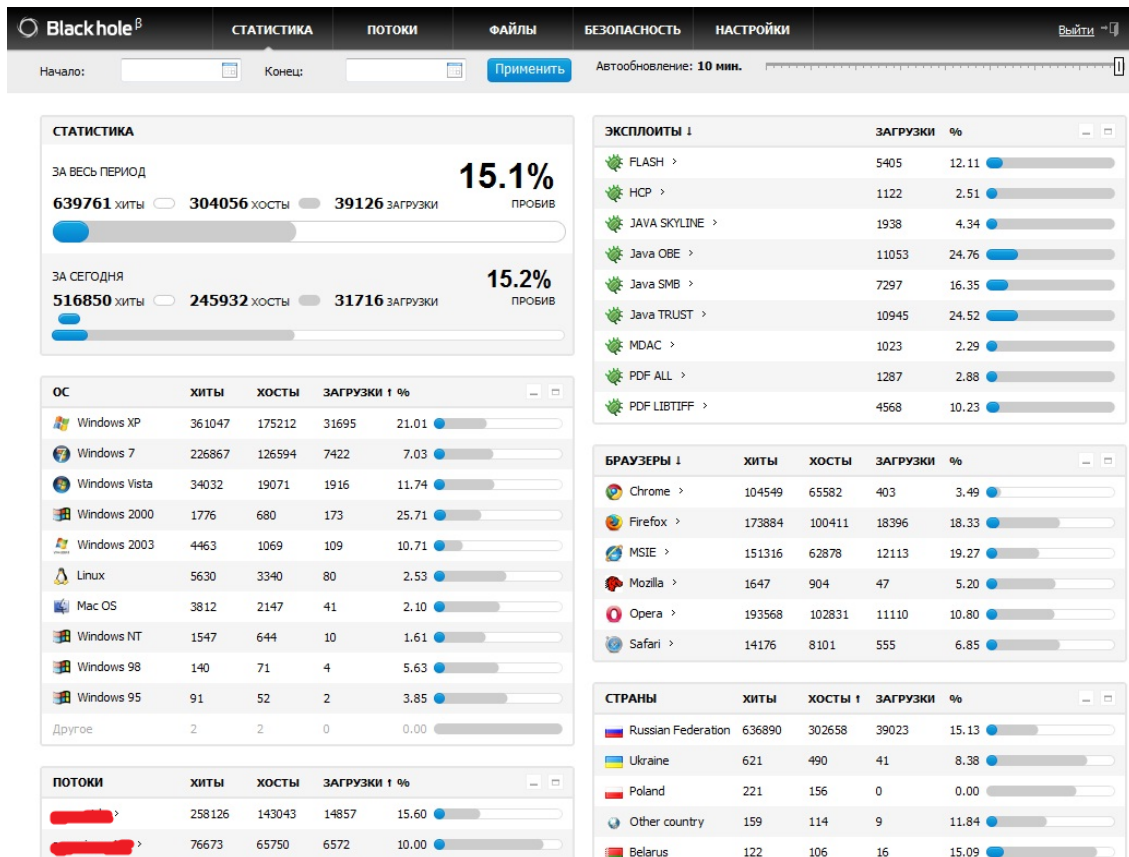 Blackhole β
СТАТИСТИКА ПОТОКИ ФАЙЛЫ БЕЗОПАСНОСТЬ НАСТРОЙКИ Выйти
Начало: Конец: Применить Автообновление: 10 мин.
СТАТИСТИКА
ЗА ВЕСЬ ПЕРИОД 15.1%
639761 ХИТЫ 304056 ХОСТЫ 39126 ЗАГРУЗКИ ПРОБИВ
ЗА СЕГОДНЯ 15.2%
516850 ХИТЫ 245932 ХОСТЫ 31716 ЗАГРУЗКИ ПРОБИВ
ОС ХИТЫ ХОСТЫ ЗАГРУЗКИ ↑ %
Windows XP 361047 175212 31695 21.01
Windows 7 226867 126594 7422 7.03
Windows Vista 34032 19071 1916 11.74
Windows 2000 1776 680 173 25.71
Windows 2003 4463 1069 109 10.71
Linux 5630 3340 80 2.53
Mac OS 3812 2147 41 2.10
Windows NT 1547 644 10 1.61
Windows 98 140 71 4 5.63
Windows 95 91 52 2 3.85
Другое 2 2 0 0.00
ПОТОКИ ХИТЫ ХОСТЫ ЗАГРУЗКИ ↑ %
› 258126 143043 14857 15.60
› 76673 65750 6572 10.00
ЭКСПЛОИТЫ ↓ ЗАГРУЗКИ %
FLASH › 5405 12.11
HCP › 1122 2.51
JAVA SKYLINE › 1938 4.34
Java OBE › 11053 24.76
Java SMB › 7297 16.35
Java TRUST › 10945 24.52
MDAC › 1023 2.29
PDF ALL › 1287 2.88
PDF LIBTIFF › 4568 10.23
БРАУЗЕРЫ ↓ ХИТЫ ХОСТЫ ЗАГРУЗКИ %
Chrome › 104549 65582 403 3.49
Firefox › 173884 100411 18396 18.33
MSIE › 151316 62878 12113 19.27
Mozilla › 1647 904 47 5.20
Opera › 193568 102831 11110 10.80
Safari › 14176 8101 555 6.85
СТРАНЫ ХИТЫ ХОСТЫ ↑ ЗАГРУЗКИ %
Russian Federation 636890 302658 39023 15.13
Ukraine 621 490 41 8.38
Poland 221 156 0 0.00
Other country 159 114 9 11.84
Belarus 122 106 16 15.09